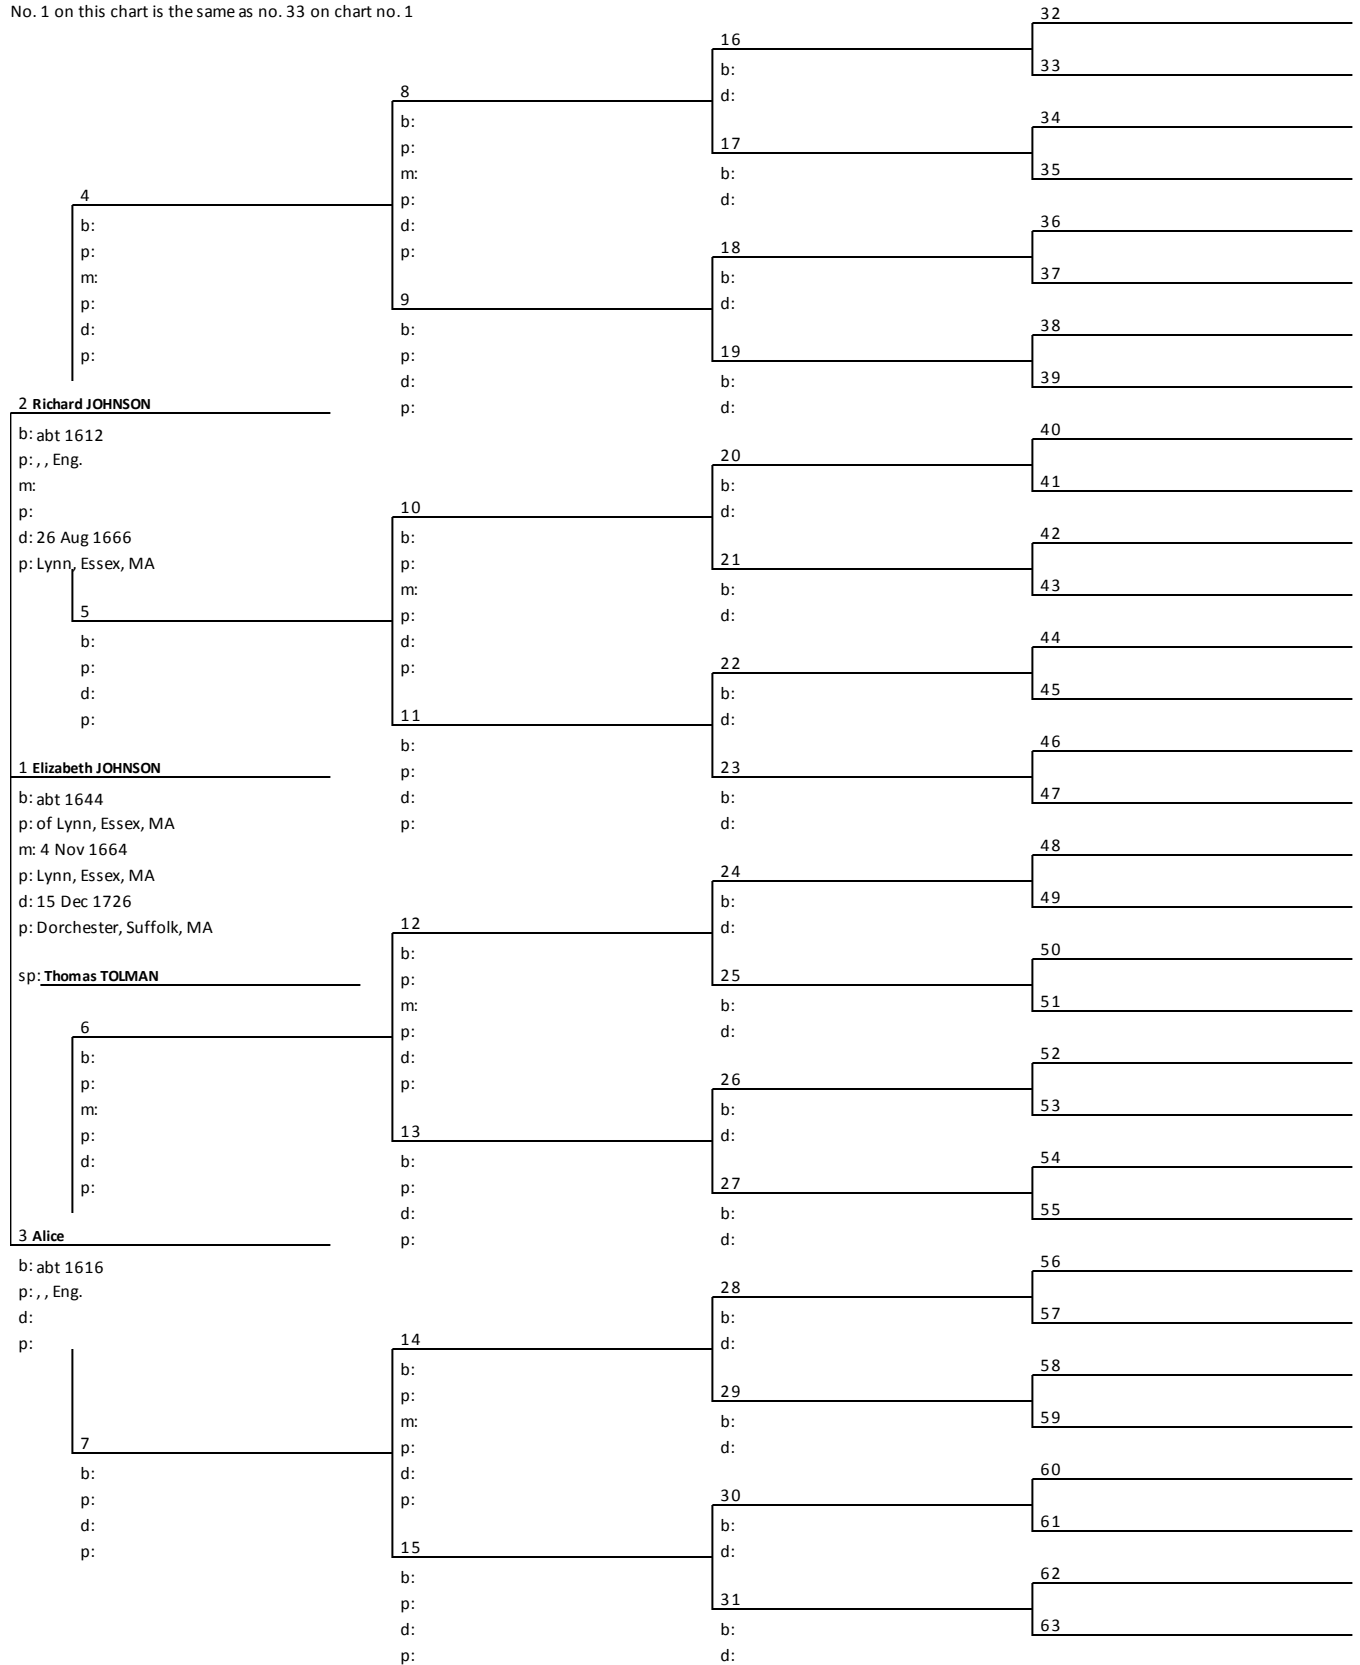 No. 1 on this chart is the same as no. 33 on chart no. 1
4
b:
p:
m:
p:
d:
p:
2 Richard JOHNSON
b: abt 1612
p: , , Eng.
m:
p:
d: 26 Aug 1666
p: Lynn, Essex, MA
5
b:
p:
d:
p:
1 Elizabeth JOHNSON
b: abt 1644
p: of Lynn, Essex, MA
m: 4 Nov 1664
p: Lynn, Essex, MA
d: 15 Dec 1726
p: Dorchester, Suffolk, MA
sp: Thomas TOLMAN
6
b:
p:
m:
p:
d:
p:
3 Alice
b: abt 1616
p: , , Eng.
d:
p:
7
b:
p:
d:
p:
8
b:
p:
m:
p:
d:
p:
9
b:
p:
d:
p:
10
b:
p:
m:
p:
d:
p:
11
b:
p:
d:
p:
12
b:
p:
m:
p:
d:
p:
13
b:
p:
d:
p:
14
b:
p:
m:
p:
d:
p:
15
b:
p:
d:
p:
16
b:
d:
17
b:
d:
18
b:
d:
19
b:
d:
20
b:
d:
21
b:
d:
22
b:
d:
23
b:
d:
24
b:
d:
25
b:
d:
26
b:
d:
27
b:
d:
28
b:
d:
29
b:
d:
30
b:
d:
31
b:
d:
32
33
34
35
36
37
38
39
40
41
42
43
44
45
46
47
48
49
50
51
52
53
54
55
56
57
58
59
60
61
62
63